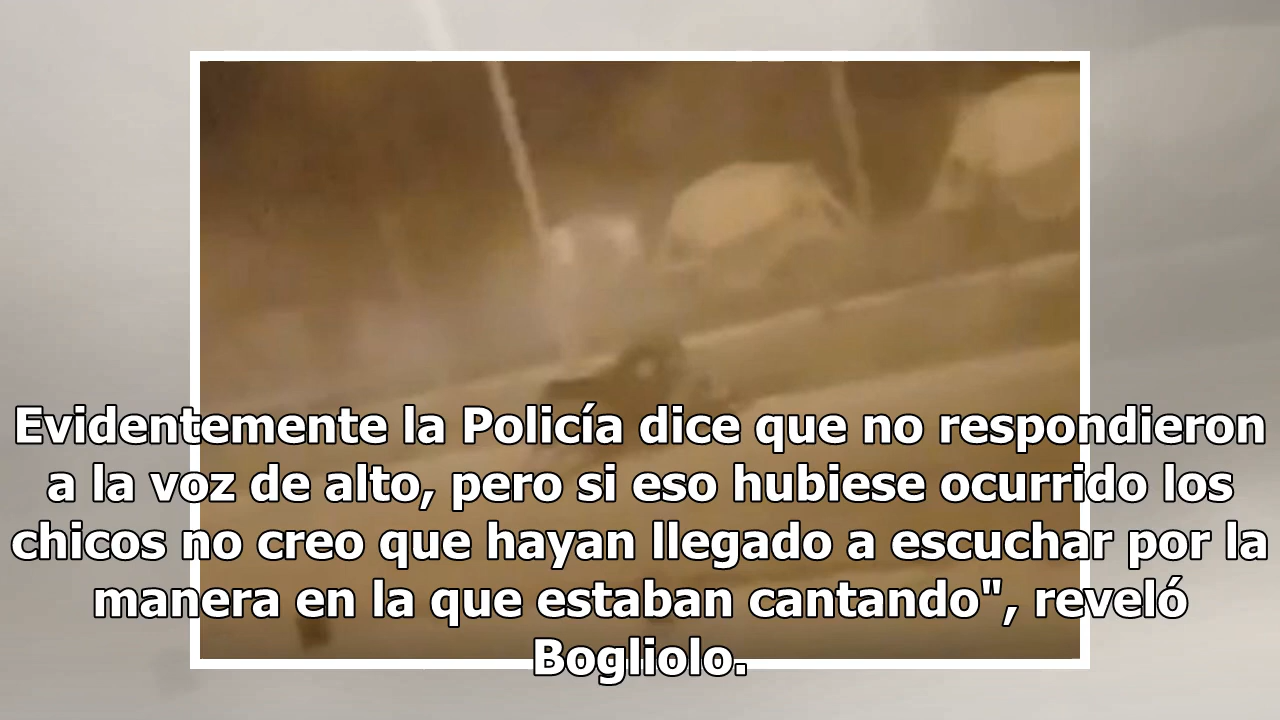 Evidentemente la Policía dice que no respondieron
a la voz de alto, pero si eso hubiese ocurrido los
chicos no creo que hayan llegado a escuchar por la
manera en la que estaban cantando", reveló
Bogliolo.